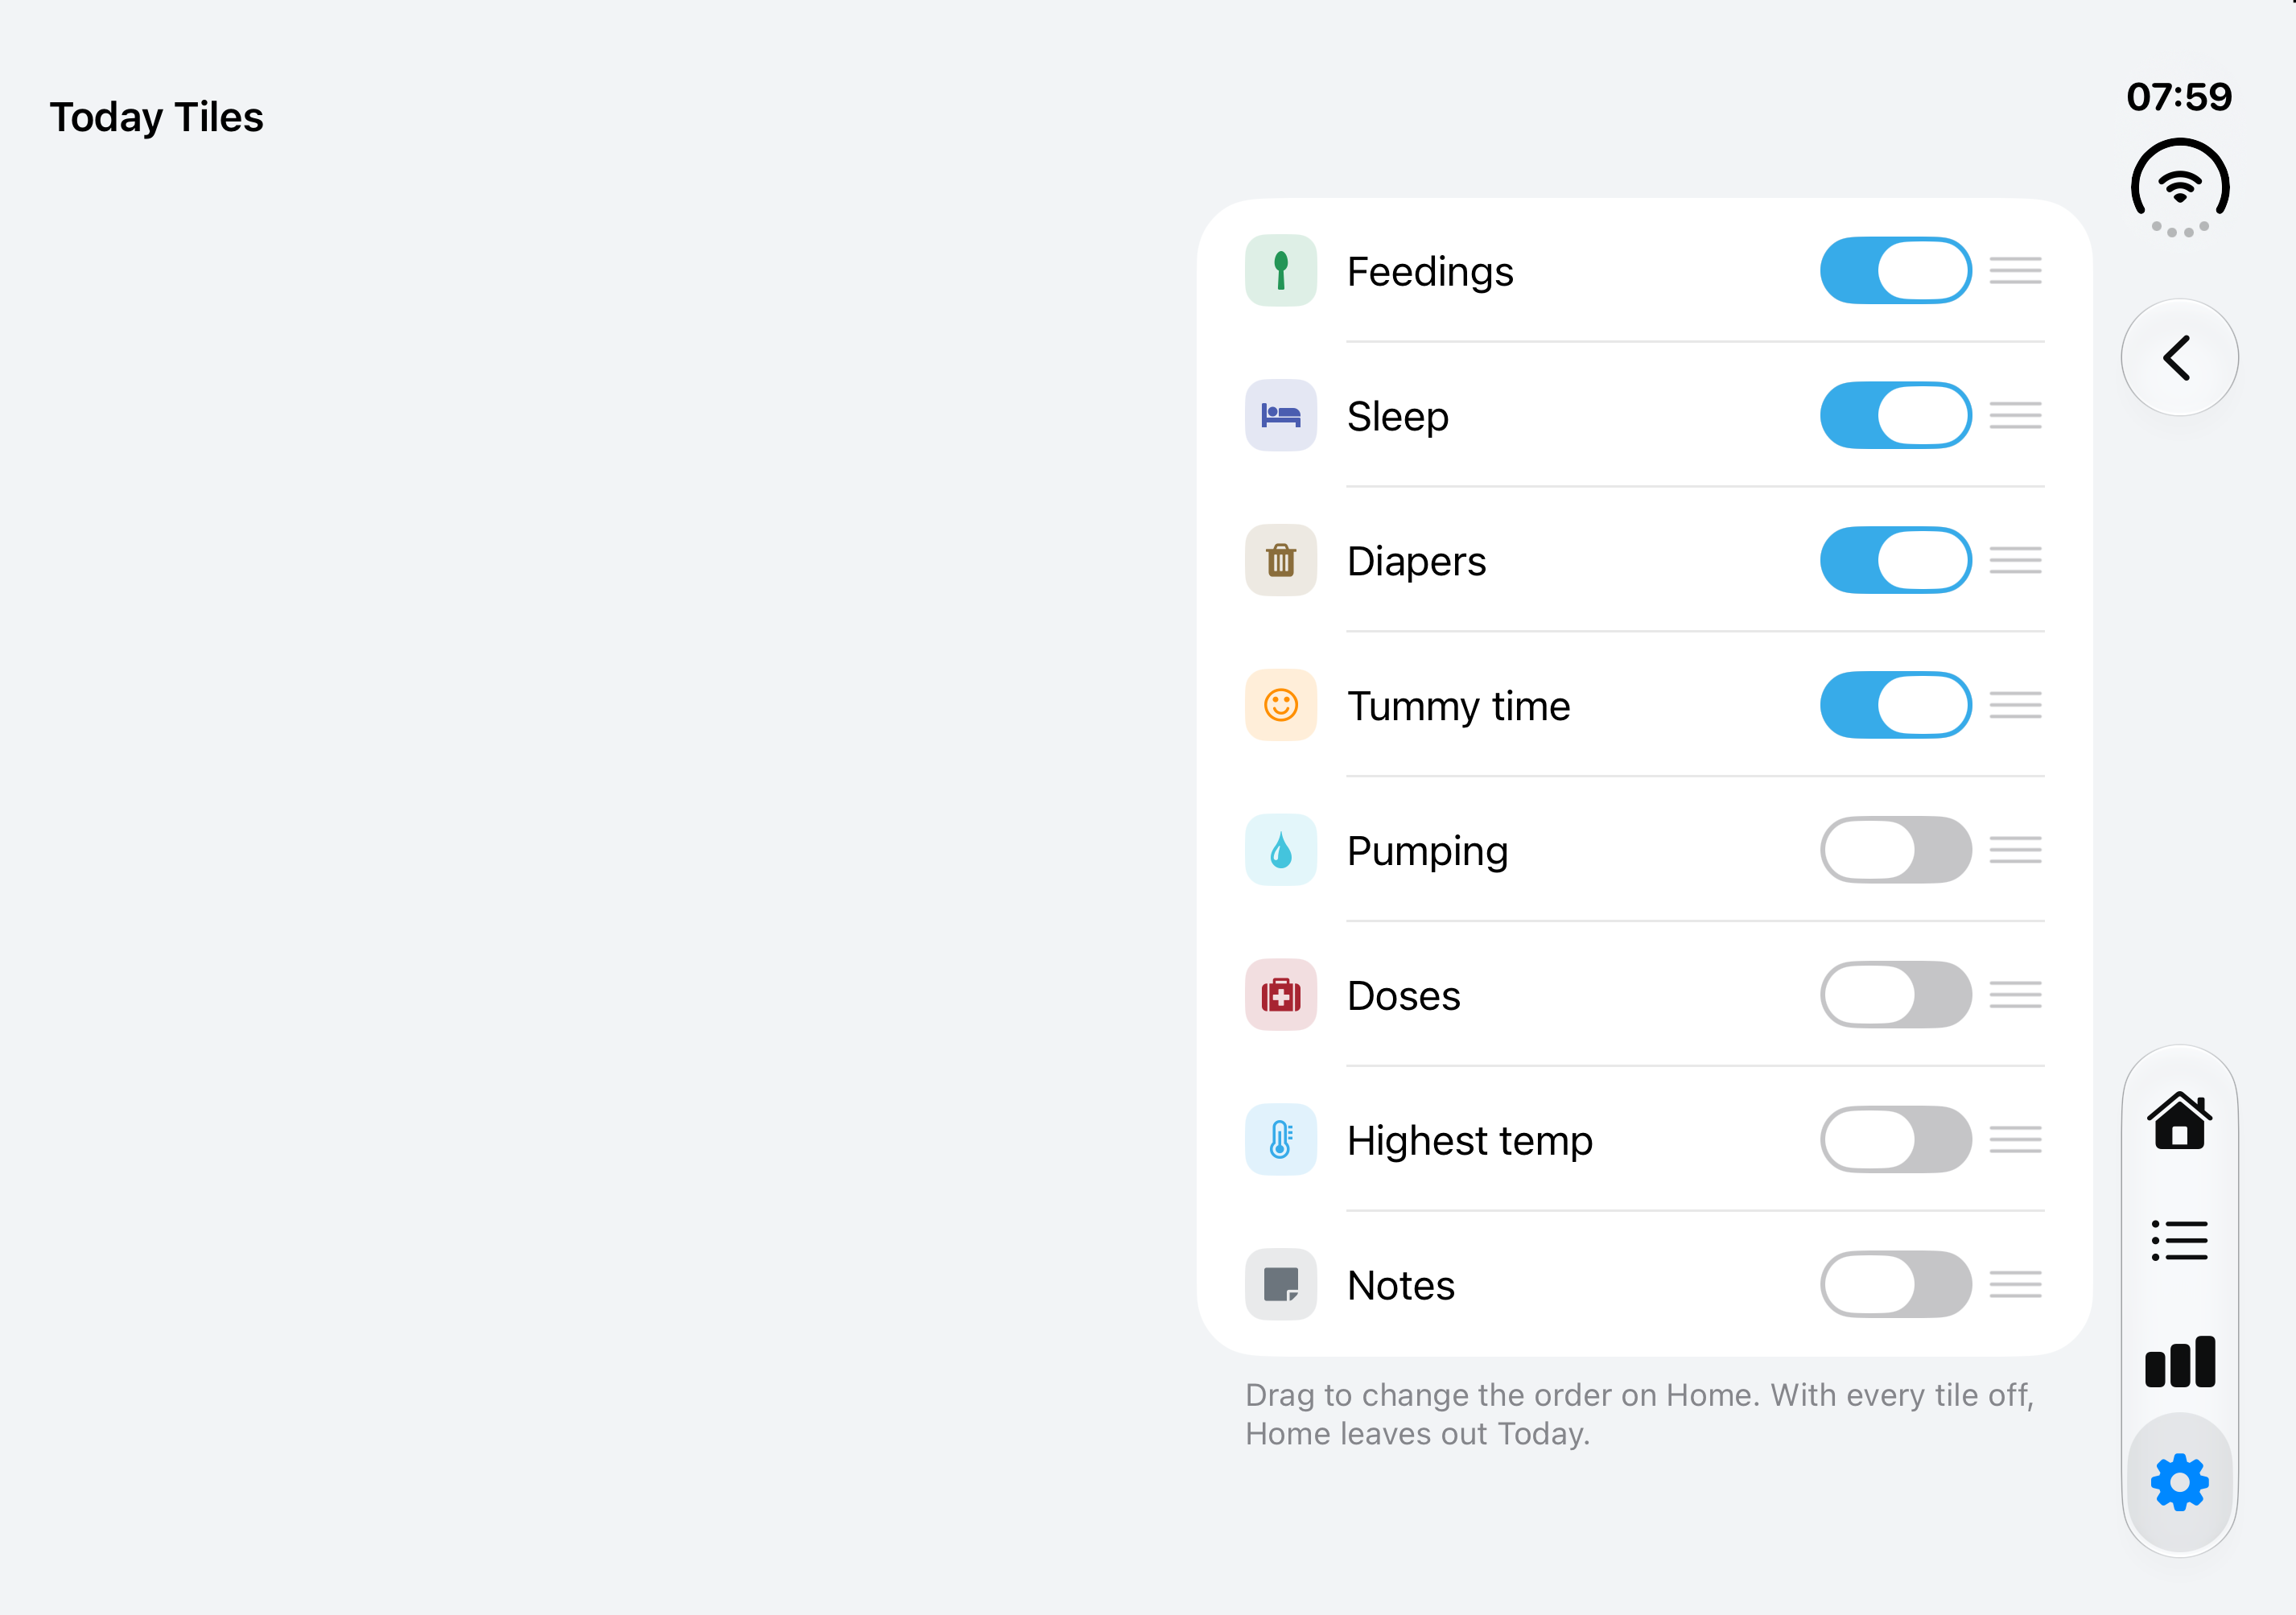 Today Tiles
07:59
Feedings
Sleep
Diapers
Tummy time
Pumping
Doses
Highest temp
Notes
Drag to change the order on Home. With every tile off,
Home leaves out Today.